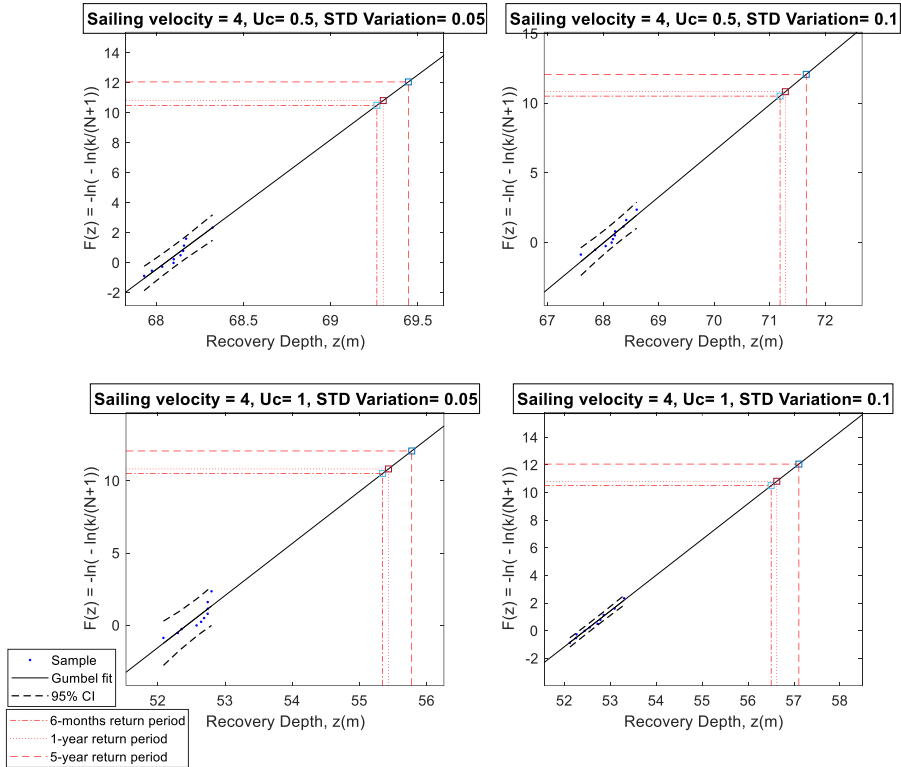 Sailing velocity = 4, Uc= 0.5, STD Variation= 0.05
F(z) = -ln( - ln(k/(N+1))
14
12
10
8
6
4
2
0
-2
68
68.5
69
69.5
Recovery Depth, z(m)
Sailing velocity = 4, Uc= 0.5, STD Variation= 0.1
F(z) = -ln( - ln(k/(N+1))
15
10
5
0
67
68
69
70
71
72
Recovery Depth, z(m)
Sailing velocity = 4, Uc= 1, STD Variation= 0.05
F(z) = -ln( - ln(k/(N+1))
10
5
0
52
53
54
55
56
Recovery Depth, z(m)
Sailing velocity = 4, Uc= 1, STD Variation= 0.1
F(z) = -ln( - ln(k/(N+1))
14
12
10
8
6
4
2
0
-2
52
53
54
55
56
57
58
Recovery Depth, z(m)
Sample
Gumbel fit
95% CI
6-months return period
1-year return period
5-year return period